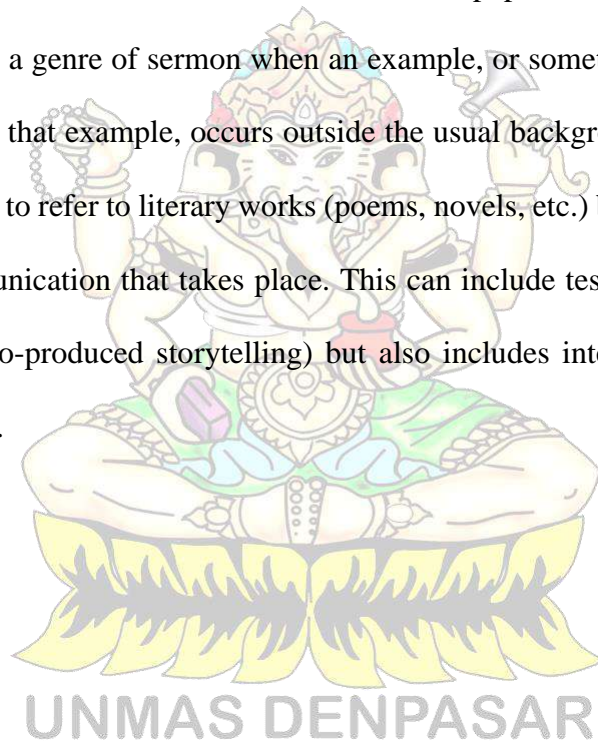 a genre of sermon when an example, or somet
that example, occurs outside the usual backgr
to refer to literary works (poems, novels, etc.)
unication that takes place. This can include tes
o-produced storytelling) but also includes inte
.
UNMAS DENPASAR